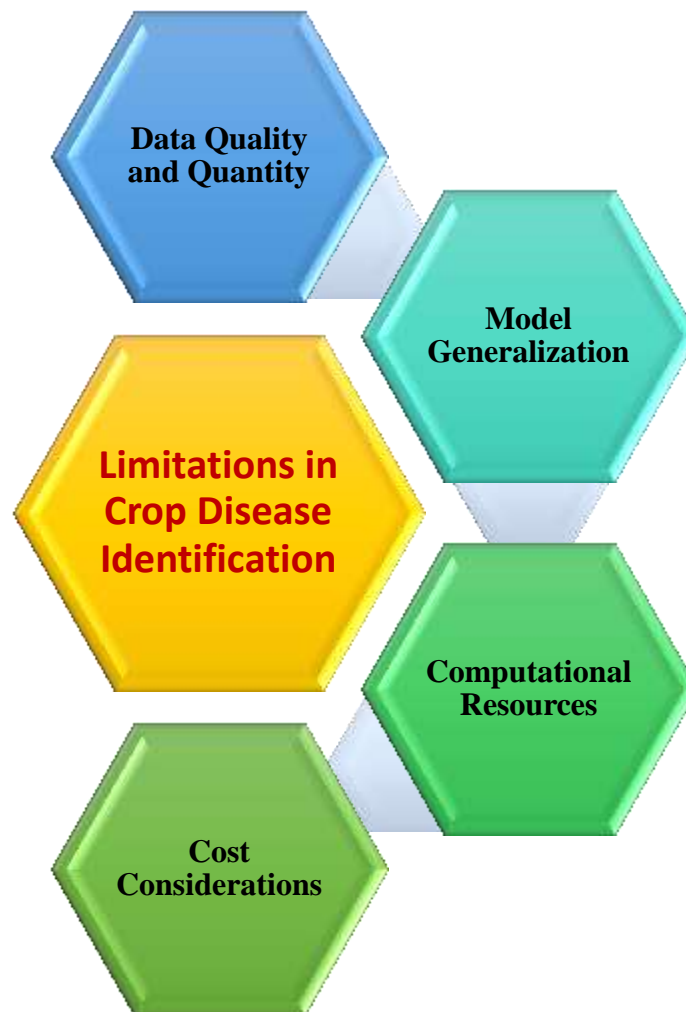 Data Quality
and Quantity
Model
Generalization
Limitations in
Crop Disease
Identification
Computational
Resources
Cost
Considerations